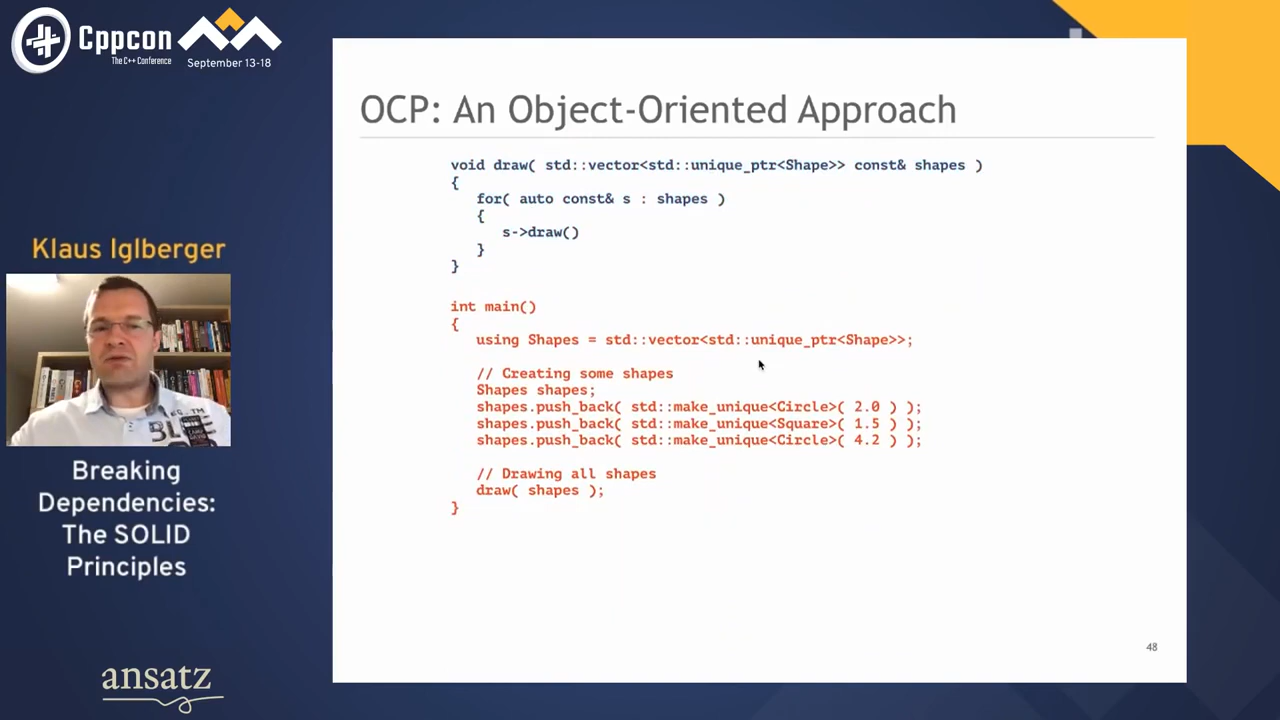 Cppcon
The C++ Conference
September 13-18
Klaus Iglberger
Breaking
Dependencies:
The SOLID
Principles
ansatz
OCP: An Object-Oriented Approach
void draw( std::vector<std::unique_ptr<Shape>> const& shapes )
{
for( auto const& s : shapes )
{
s->draw()
}
}
int main()
{
using Shapes = std::vector<std::unique_ptr<Shape>>;
// Creating some shapes
Shapes shapes;
shapes.push_back( std::make_unique<Circle>( 2.0 ) );
shapes.push_back( std::make_unique<Square>( 1.5 ) );
shapes.push_back( std::make_unique<Circle>( 4.2 ) );
// Drawing all shapes
draw( shapes );
}
48